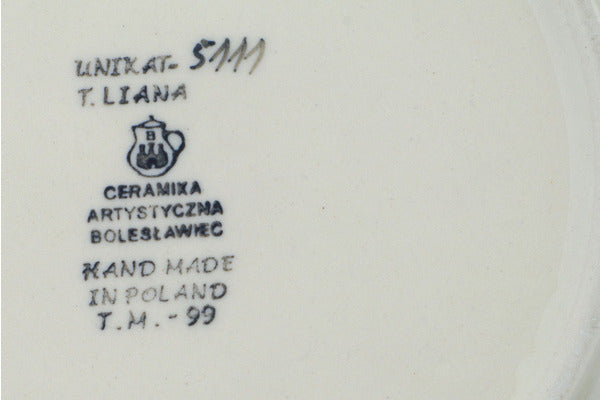 UNIKAT- 5111
T. LIANA
B
CERAMIKA
ARTYSTYCZNA
BOLESŁAWIEC
HAND MADE
IN POLAND
T.M. - 99